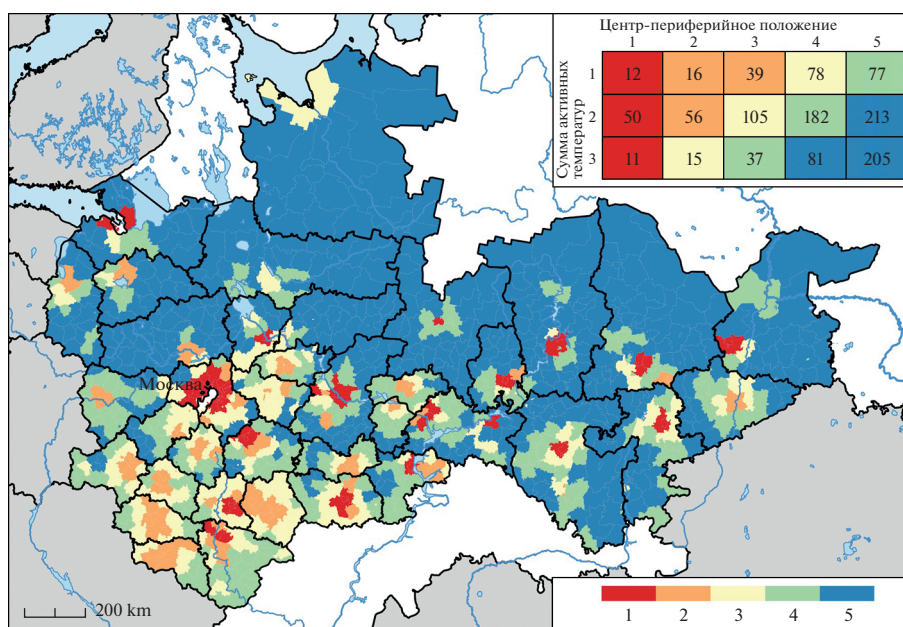 Центр-периферийное положение
1 2 3 4 5
Сумма активных
температур
1 12 16 39 78 77
2 50 56 105 182 213
3 11 15 37 81 205
Москва
200 km
1 2 3 4 5